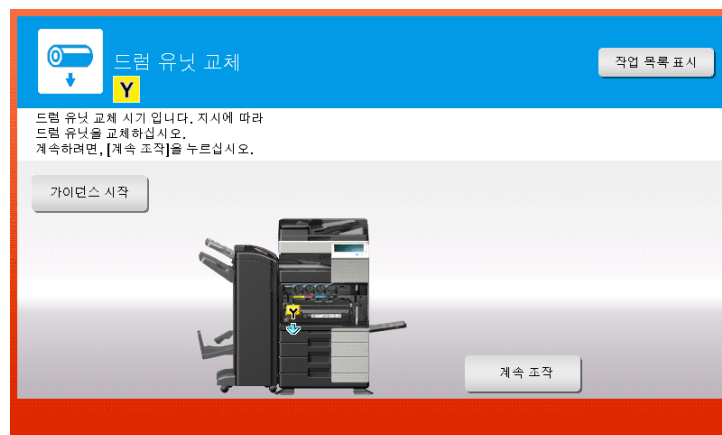 드럼 유닛 교체
작업 목록 표시
Y
드럼 유닛 교체 시기 입니다. 지시에 따라
드럼 유닛을 교체하십시오.
계속하려면, [계속 조작]을 누르십시오.
가이던스 시작
Y
계속 조작